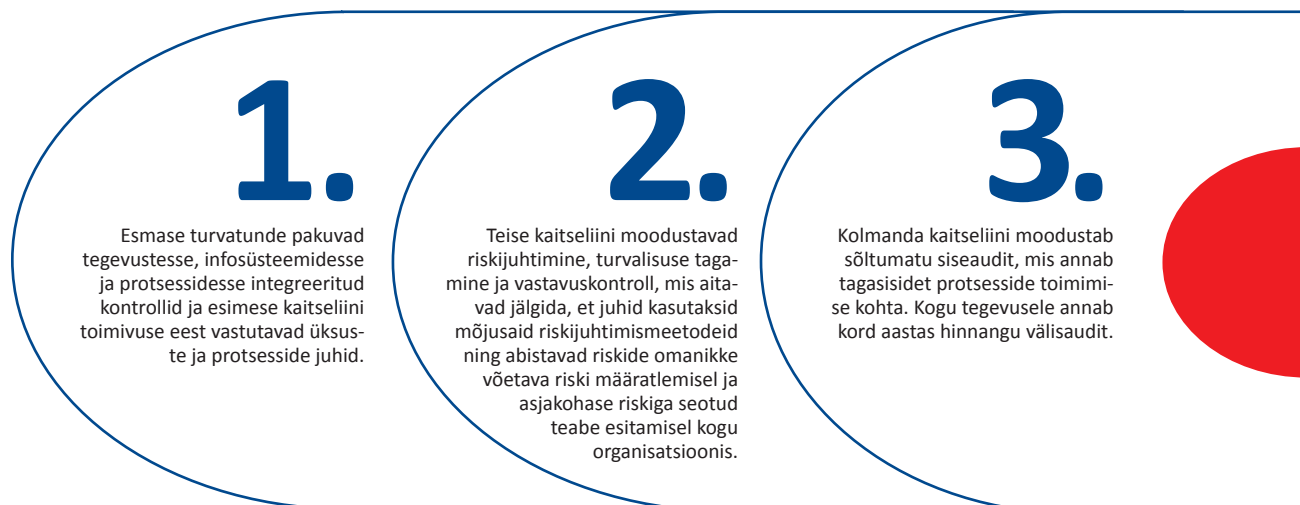 1.
Esmase turvatunde pakuvad
tegevustesse, infosüsteemidesse
ja protsessidesse integreeritud
kontrollid ja esimese kaitseliini
toimivuse eest vastutavad üksus-
te ja protsesside juhid.
2.
Teise kaitseliini moodustavad
riskijuhtimine, turvalisuse taga-
mine ja vastavuskontroll, mis aita-
vad jälgida, et juhid kasutaksid
mõjusaid riskijuhtimismeetodeid
ning abistavad riskide omanikke
võetava riski määratlemisel ja
asjakohase riskiga seotud
teabe esitamisel kogu
organisatsioonis.
3.
Kolmanda kaitseliini moodustab
sõltumatu siseaudit, mis annab
tagasisidet protsesside toimimi-
se kohta. Kogu tegevusele annab
kord aastas hinnangu välisaudit.